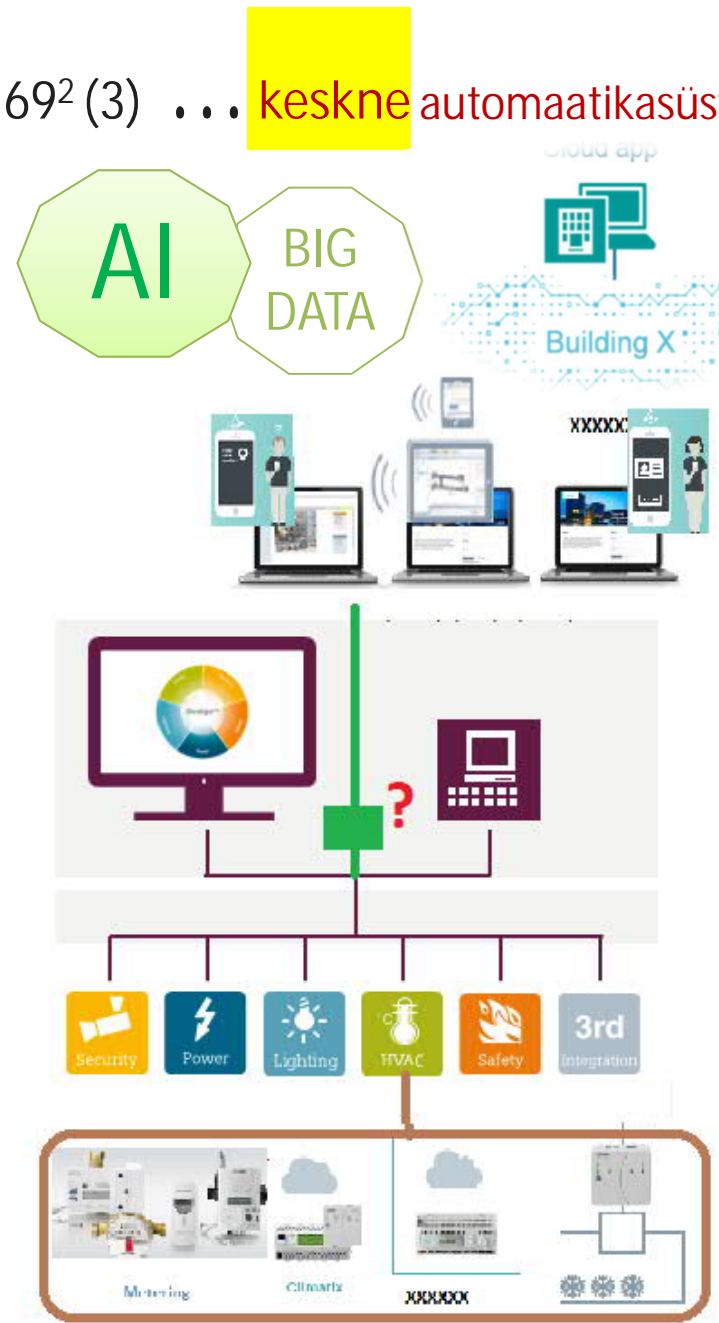 69² (3) ... keskne automaatikasüs
Cloud app
AI
BIG
DATA
Building X
XXXXXX
?
Security
Power
Lighting
HVAC
Safety
3rd
Integration
Metering
Climatix
XXXXXX